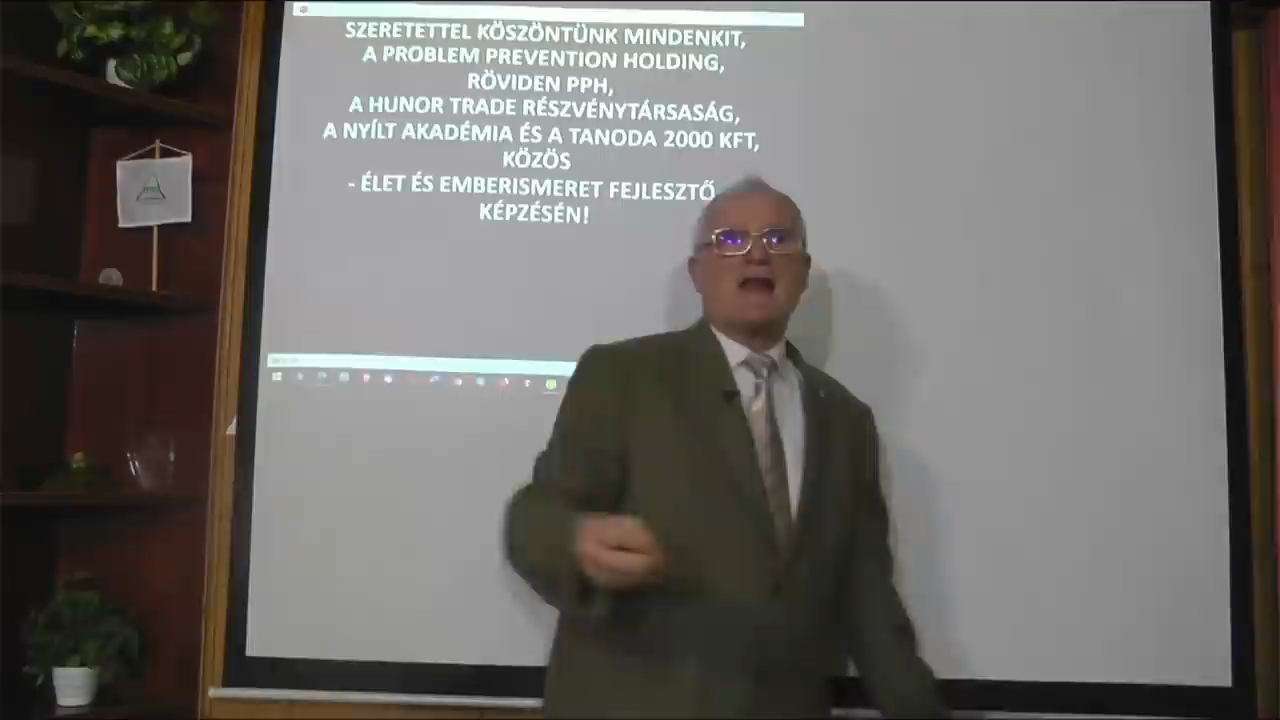 SZERETETTEL KÖSZÖNTÜNK MINDENKIT,
A PROBLEM PREVENTION HOLDING,
RÖVIDEN PPH,
A HUNOR TRADE RÉSZVÉNYTÁRSASÁG,
A NYÍLT AKADÉMIA ÉS A TANODA 2000 KFT,
KÖZÖS
- ÉLET ÉS EMBERISMERET FEJLESZTŐ
KÉPZÉSÉN!